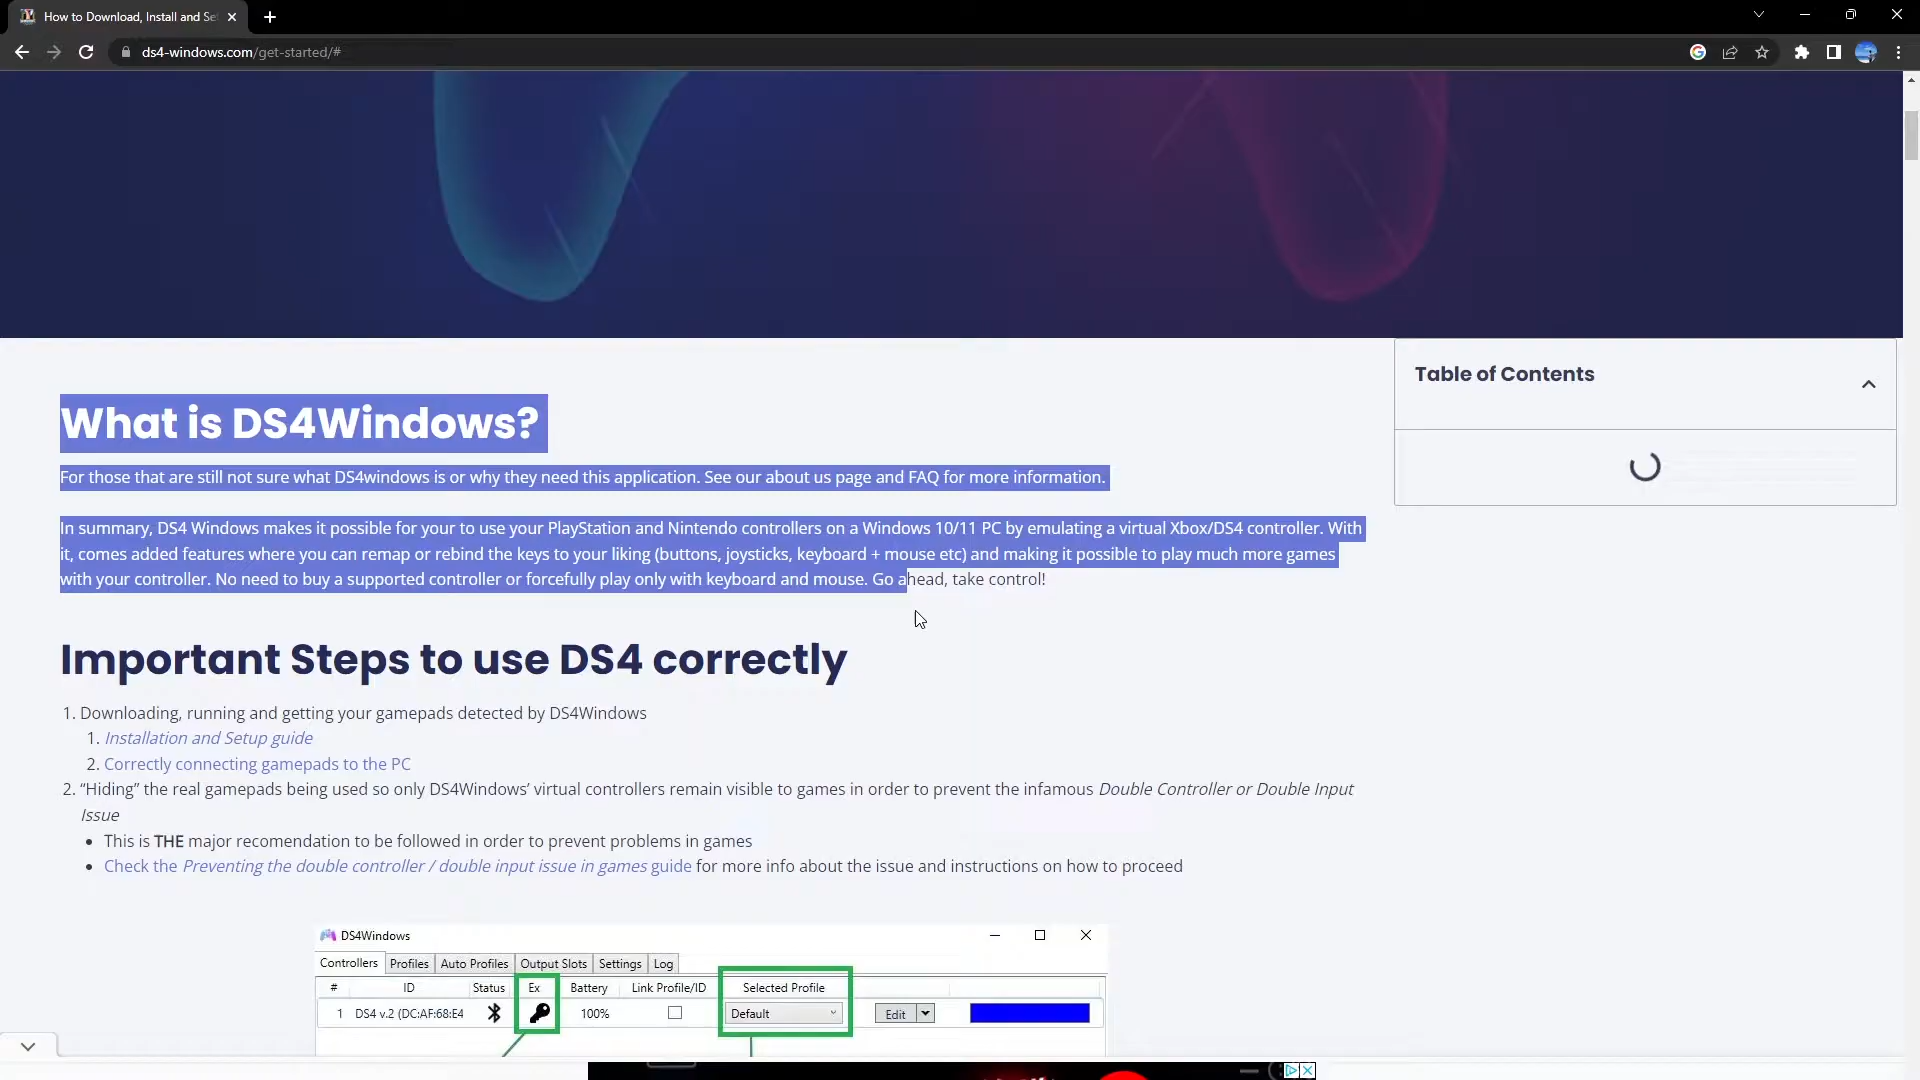 How to Download, Install and Se
ds4-windows.com/get-started/#
Table of Contents
What is DS4Windows?
For those that are still not sure what DS4windows is or why they need this application. See our about us page and FAQ for more information.
In summary, DS4 Windows makes it possible for your to use your PlayStation and Nintendo controllers on a Windows 10/11 PC by emulating a virtual Xbox/DS4 controller. With
it, comes added features where you can remap or rebind the keys to your liking (buttons, joysticks, keyboard + mouse etc) and making it possible to play much more games
with your controller. No need to buy a supported controller or forcefully play only with keyboard and mouse. Go ahead, take control!
Important Steps to use DS4 correctly
1. Downloading, running and getting your gamepads detected by DS4Windows
1. Installation and Setup guide
2. Correctly connecting gamepads to the PC
2. “Hiding” the real gamepads being used so only DS4Windows’ virtual controllers remain visible to games in order to prevent the infamous Double Controller or Double Input
Issue
• This is THE major recomendation to be followed in order to prevent problems in games
• Check the Preventing the double controller / double input issue in games guide for more info about the issue and instructions on how to proceed
DS4Windows
Controllers Profiles Auto Profiles Output Slots Settings Log
# ID Status Ex Battery Link Profile/ID Selected Profile
1 DS4 v.2 (DC:AF:68:E4 100% Default Edit